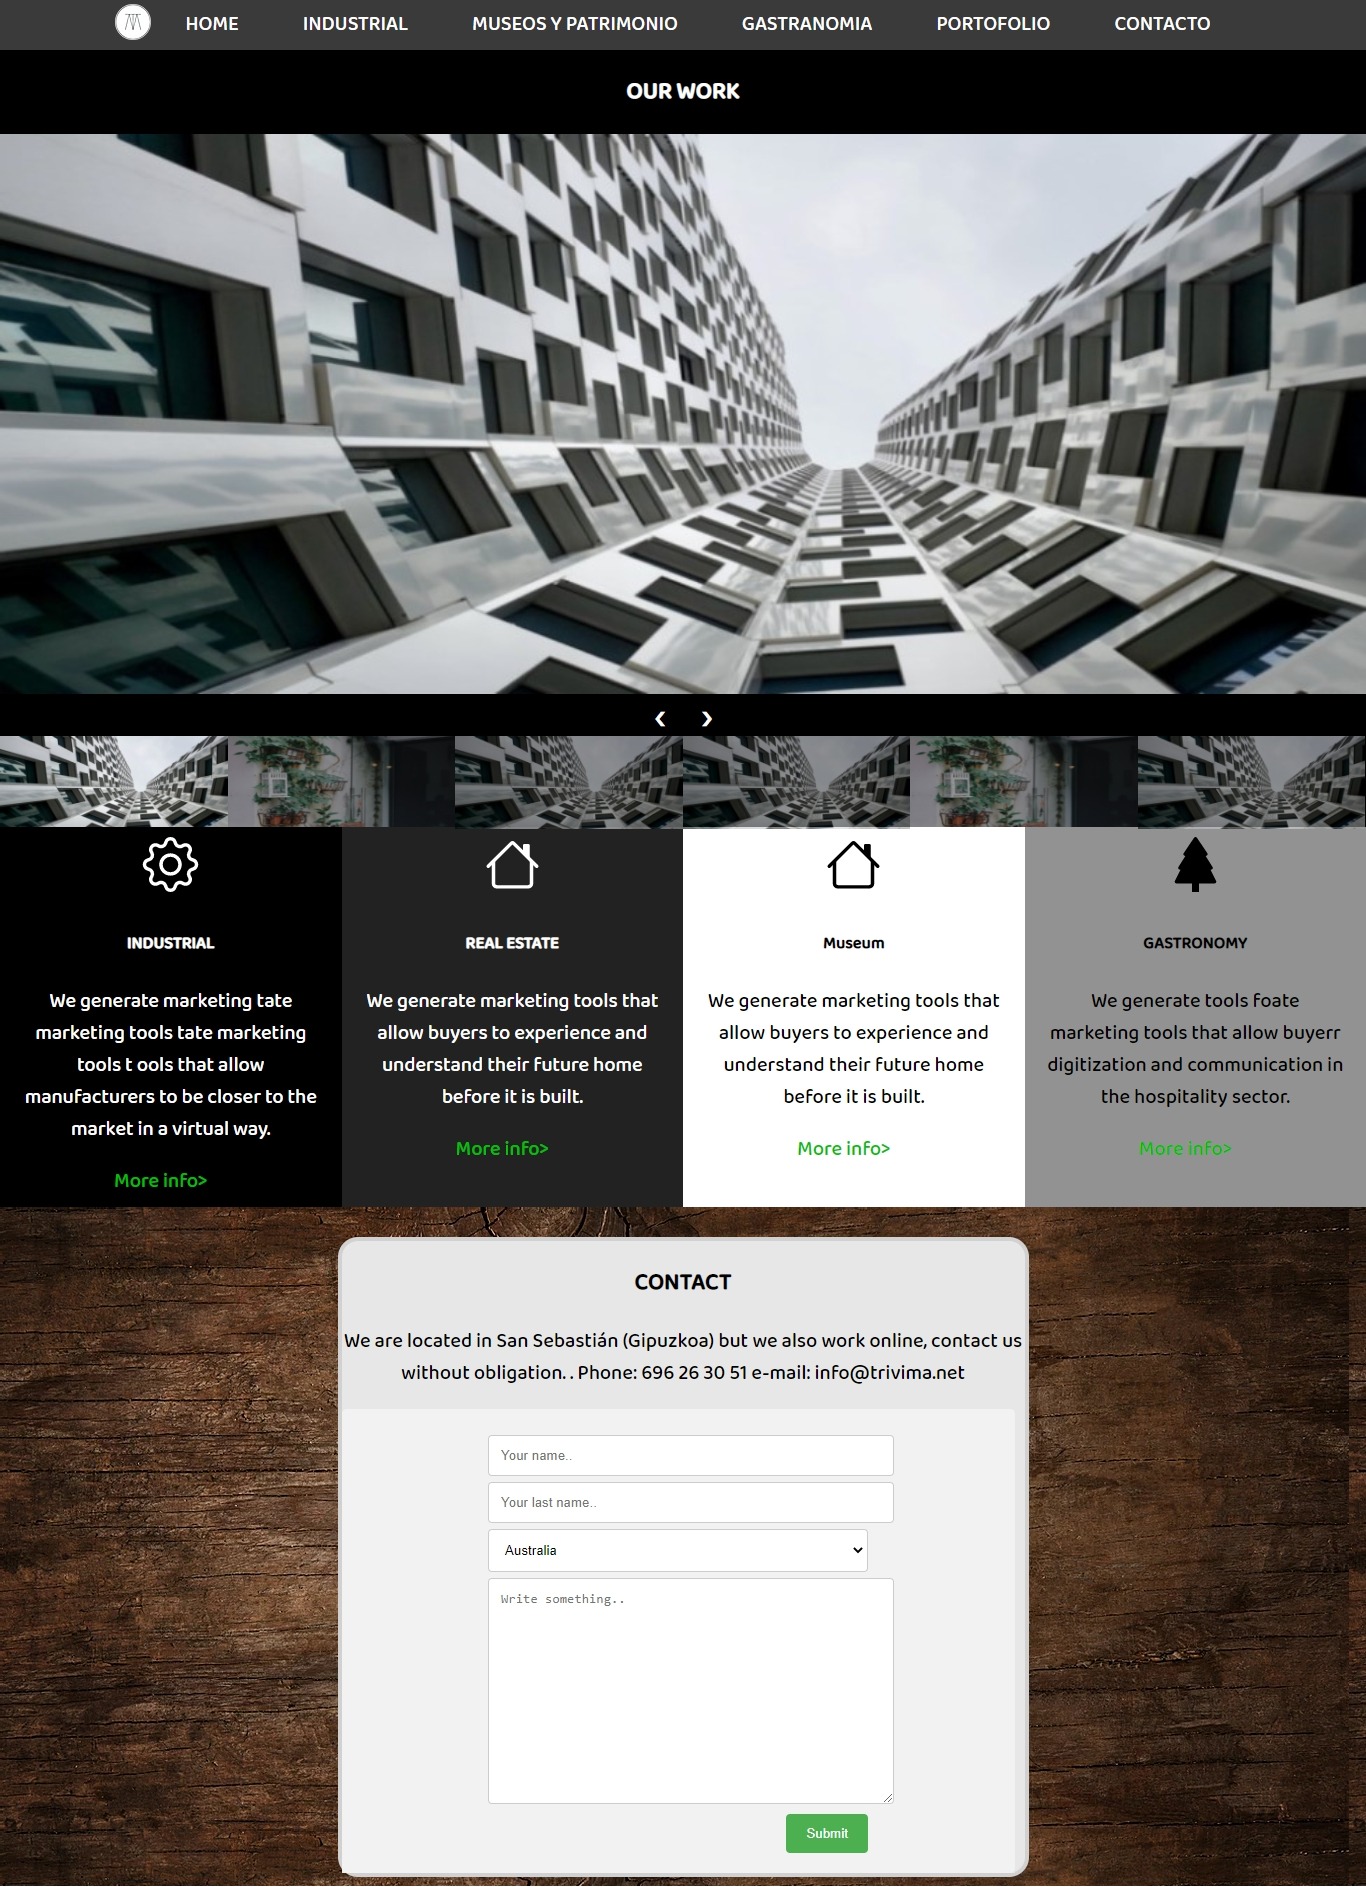 HOME INDUSTRIAL MUSEOS Y PATRIMONIO GASTRANOMIA PORTOFOLIO CONTACTO
OUR WORK
❮ ❯
INDUSTRIAL
We generate marketing tate
marketing tools tate marketing
tools t ools that allow
manufacturers to be closer to the
market in a virtual way.
More info>
REAL ESTATE
We generate marketing tools that
allow buyers to experience and
understand their future home
before it is built.
More info>
Museum
We generate marketing tools that
allow buyers to experience and
understand their future home
before it is built.
More info>
GASTRONOMY
We generate tools foate
marketing tools that allow buyerr
digitization and communication in
the hospitality sector.
More info>
CONTACT
We are located in San Sebastián (Gipuzkoa) but we also work online, contact us
without obligation. . Phone: 696 26 30 51 e-mail: info@trivima.net
Your name..
Your last name..
Australia
Write something..
Submit